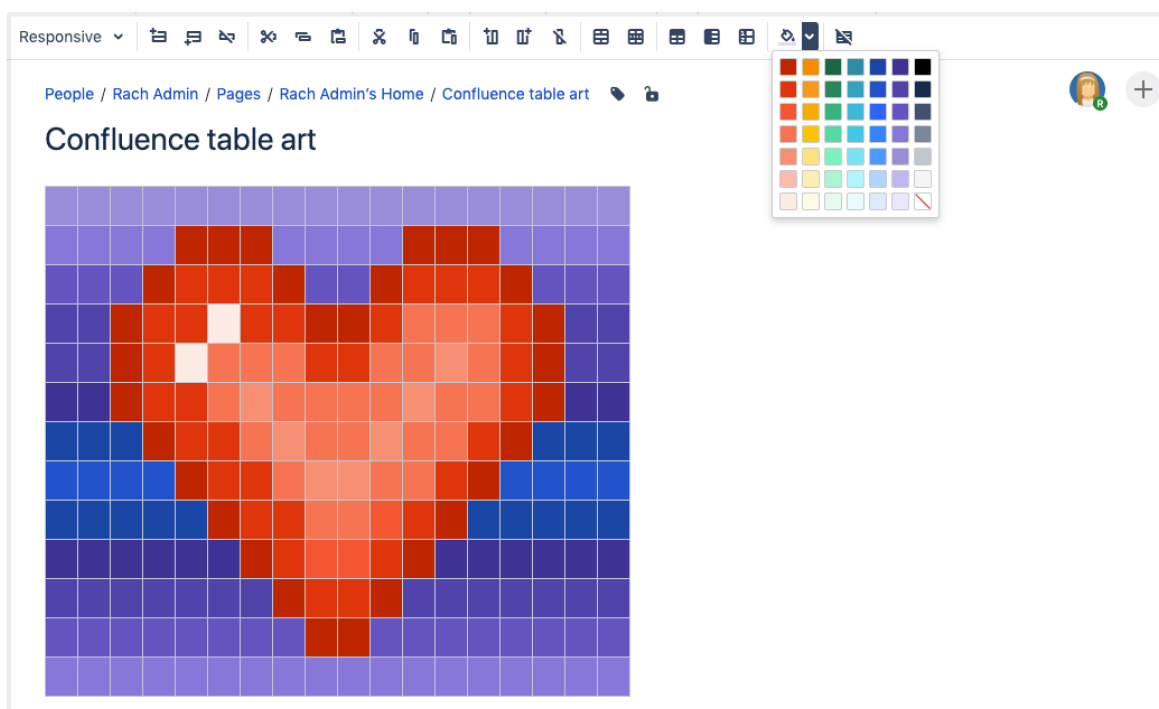 Responsive
People / Rach Admin / Pages / Rach Admin's Home / Confluence table art
R
Confluence table art